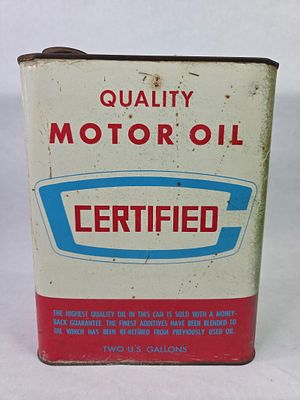 QUALITY
MOTOR OIL
CERTIFIED
THE HIGHEST QUALITY OIL IN THIS CAN IS SOLD WITH A MONEY-
BACK GUARANTEE. THE FINEST ADDITIVES HAVE BEEN BLENDED TO
OIL WHICH HAS BEEN RE-REFINED FROM PREVIOUSLY USED OIL.
TWO U.S. GALLONS